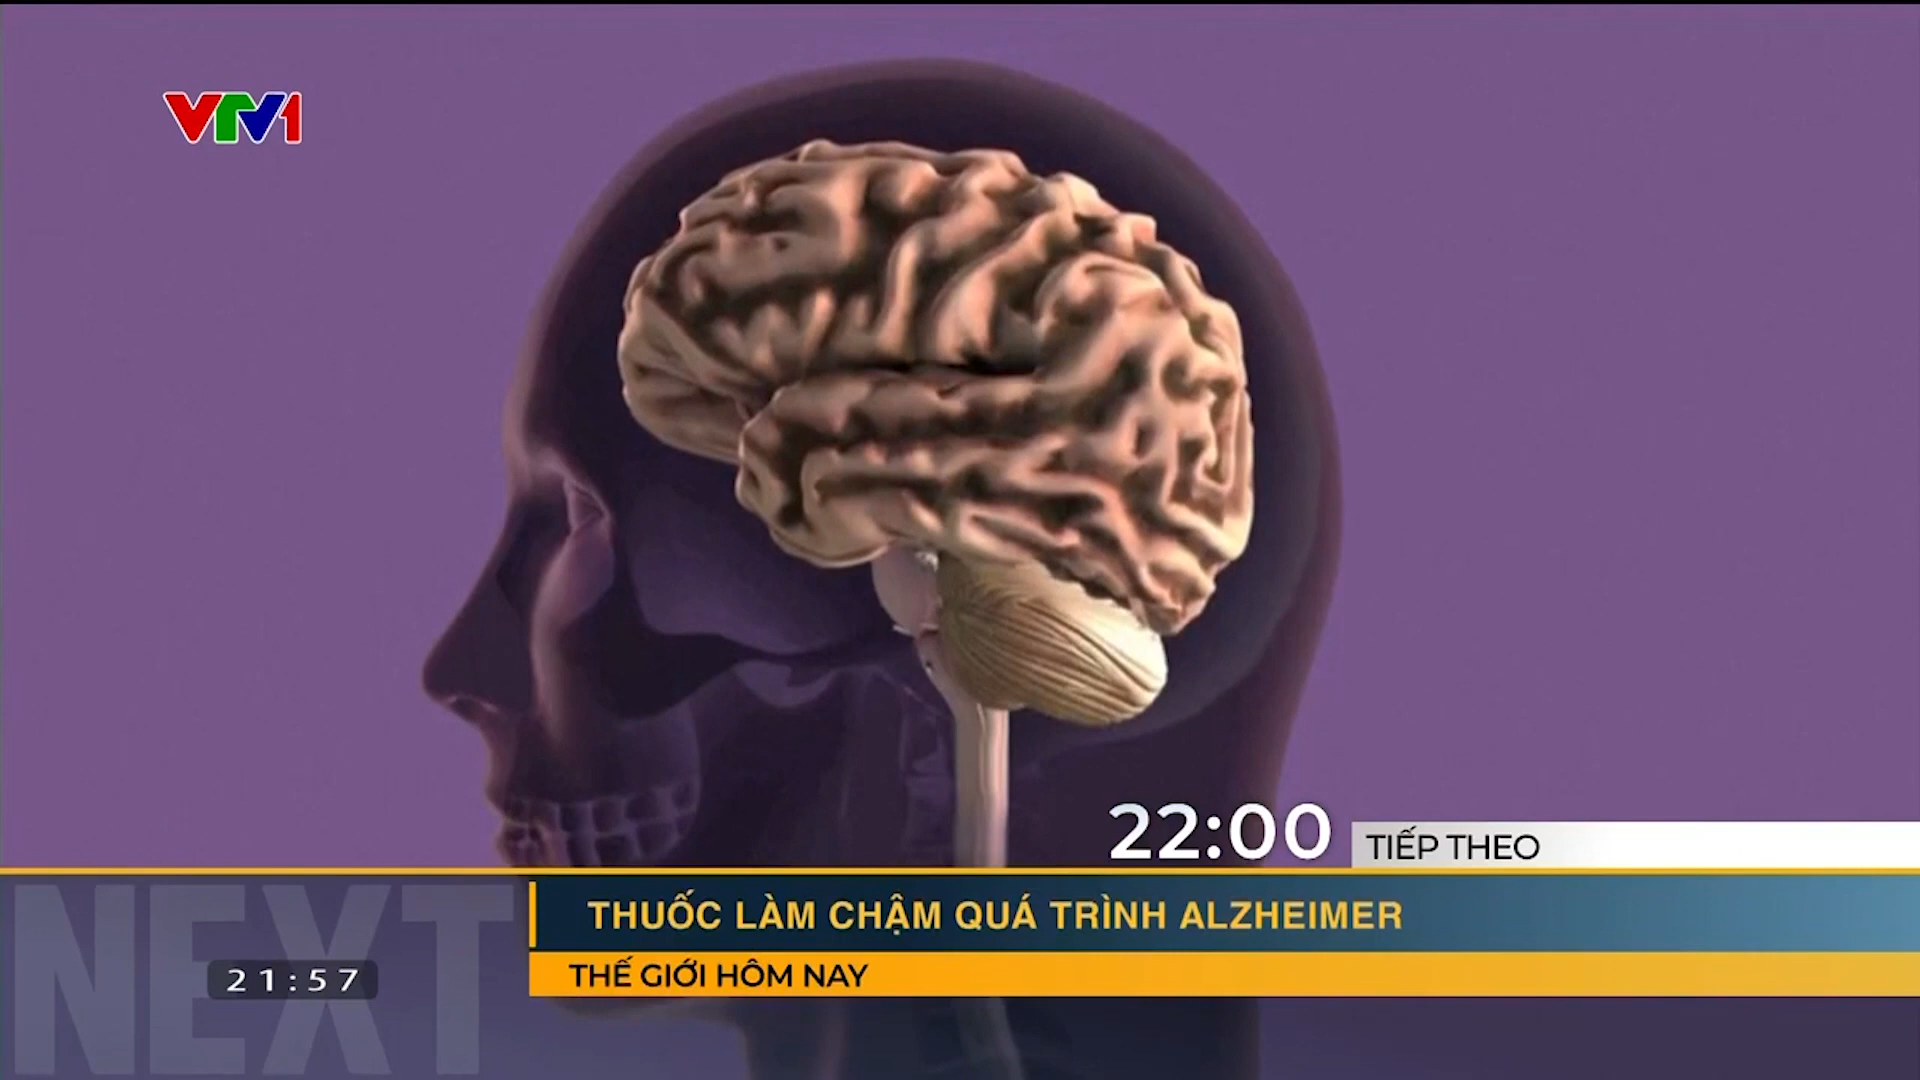 VTV1
22:00
TIẾP THEO
NEXT
THUỐC LÀM CHẬM QUÁ TRÌNH ALZHEIMER
21:57
THẾ GIỚI HÔM NAY